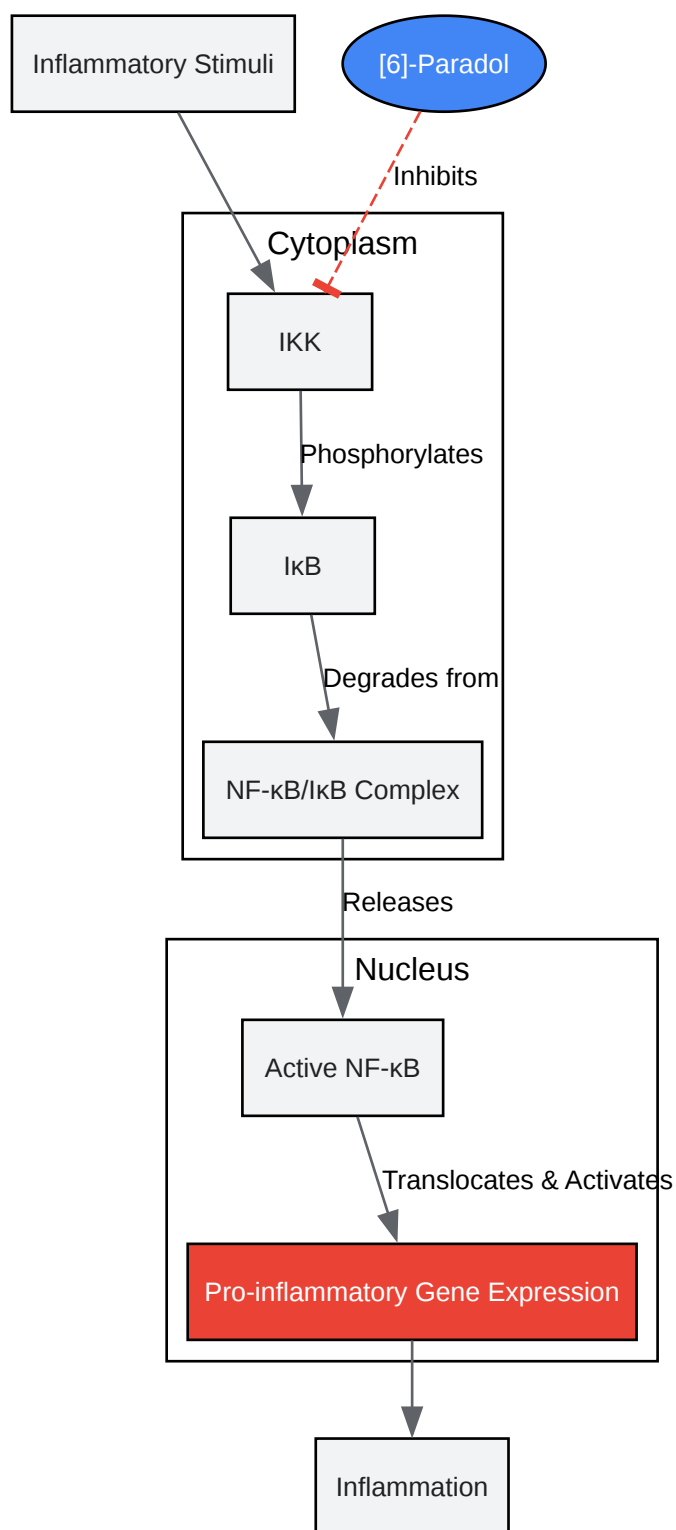 Inflammatory Stimuli
[6]-Paradol
Inhibits
Cytoplasm
IKK
Phosphorylates
IκB
Degrades from
NF-κB/IκB Complex
Releases
Nucleus
Active NF-κB
Translocates & Activates
Pro-inflammatory Gene Expression
Inflammation